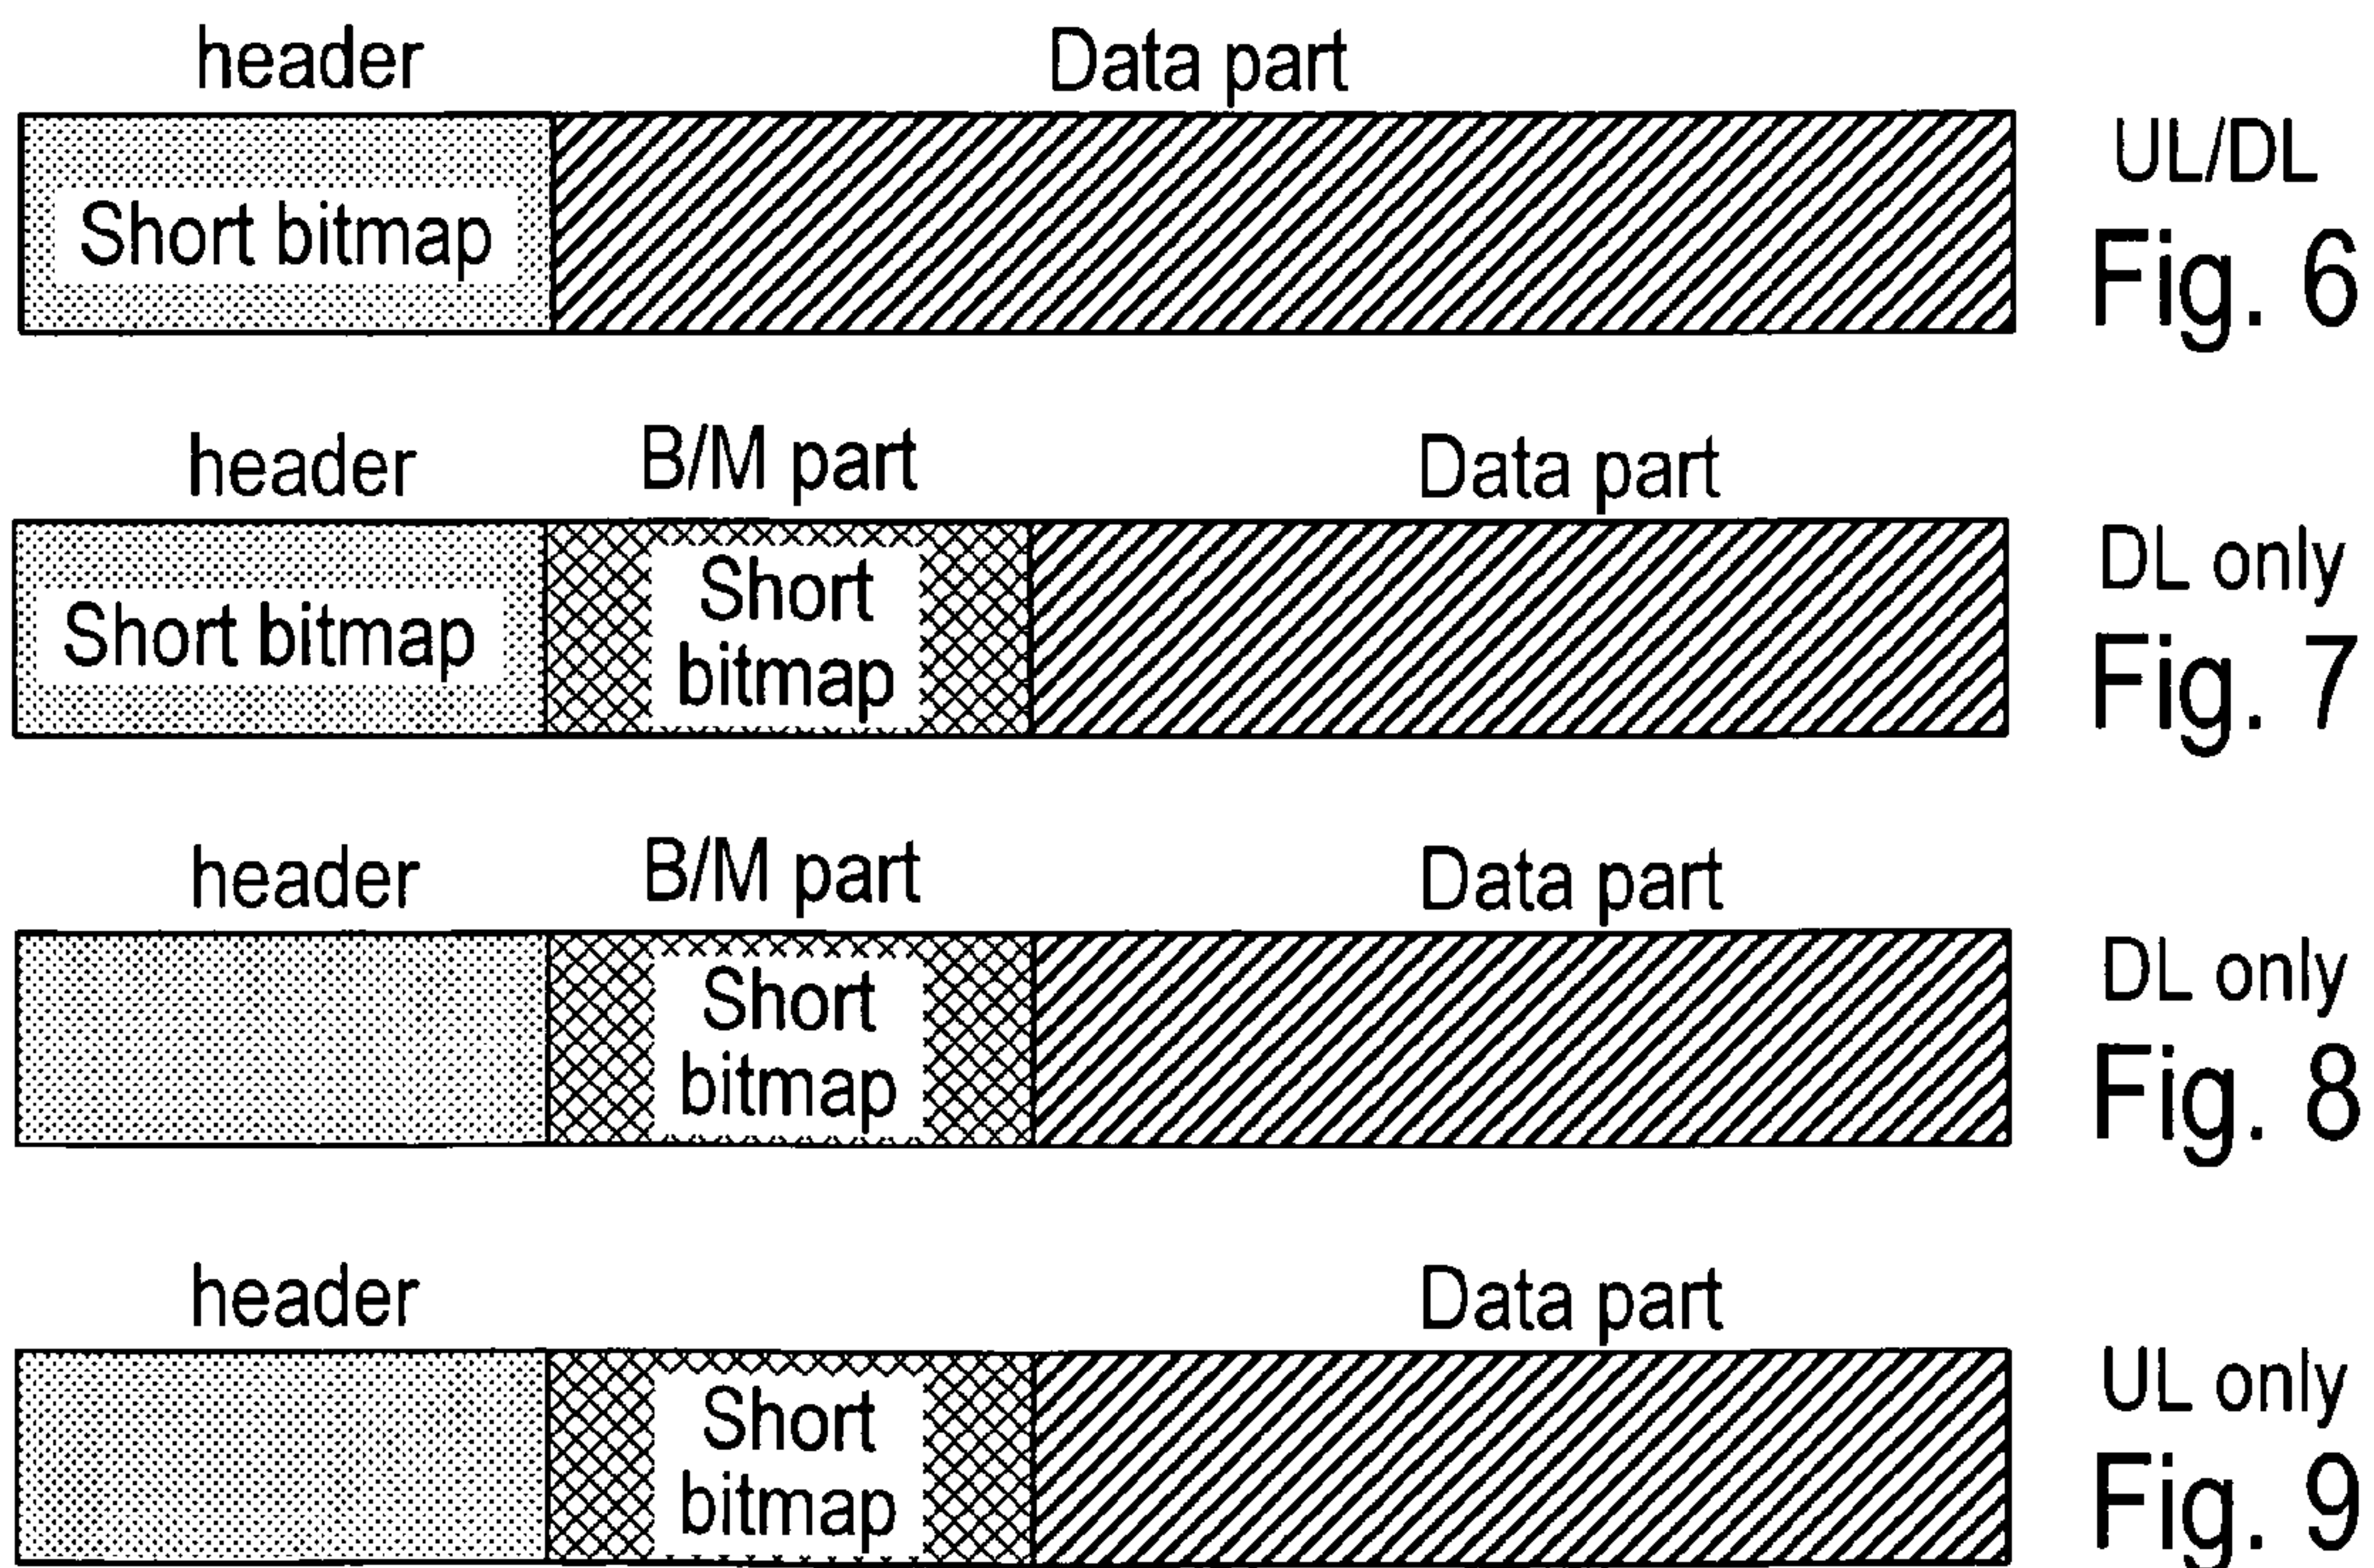 header
Data part
Short bitmap
UL/DL
Fig. 6
header
B/M part
Data part
Short bitmap
Short
bitmap
DL only
Fig. 7
header
B/M part
Data part
Short
bitmap
DL only
Fig. 8
header
Data part
Short
bitmap
UL only
Fig. 9